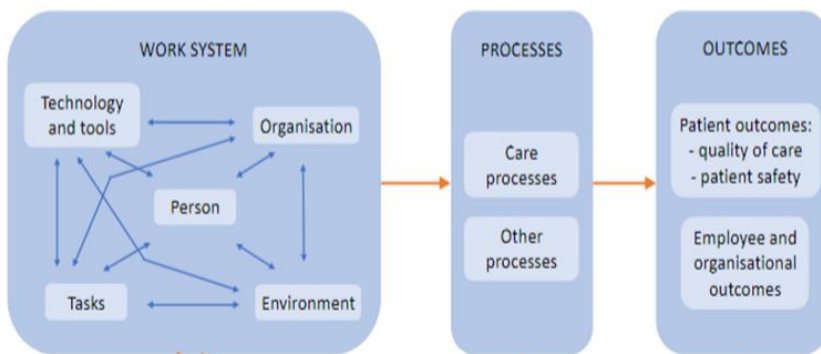 WORK SYSTEM
Technology
and tools
Organisation
Person
Tasks
Environment
PROCESSES
Care
processes
Other
processes
OUTCOMES
Patient outcomes:
- quality of care
- patient safety
Employee and
organisational
outcomes